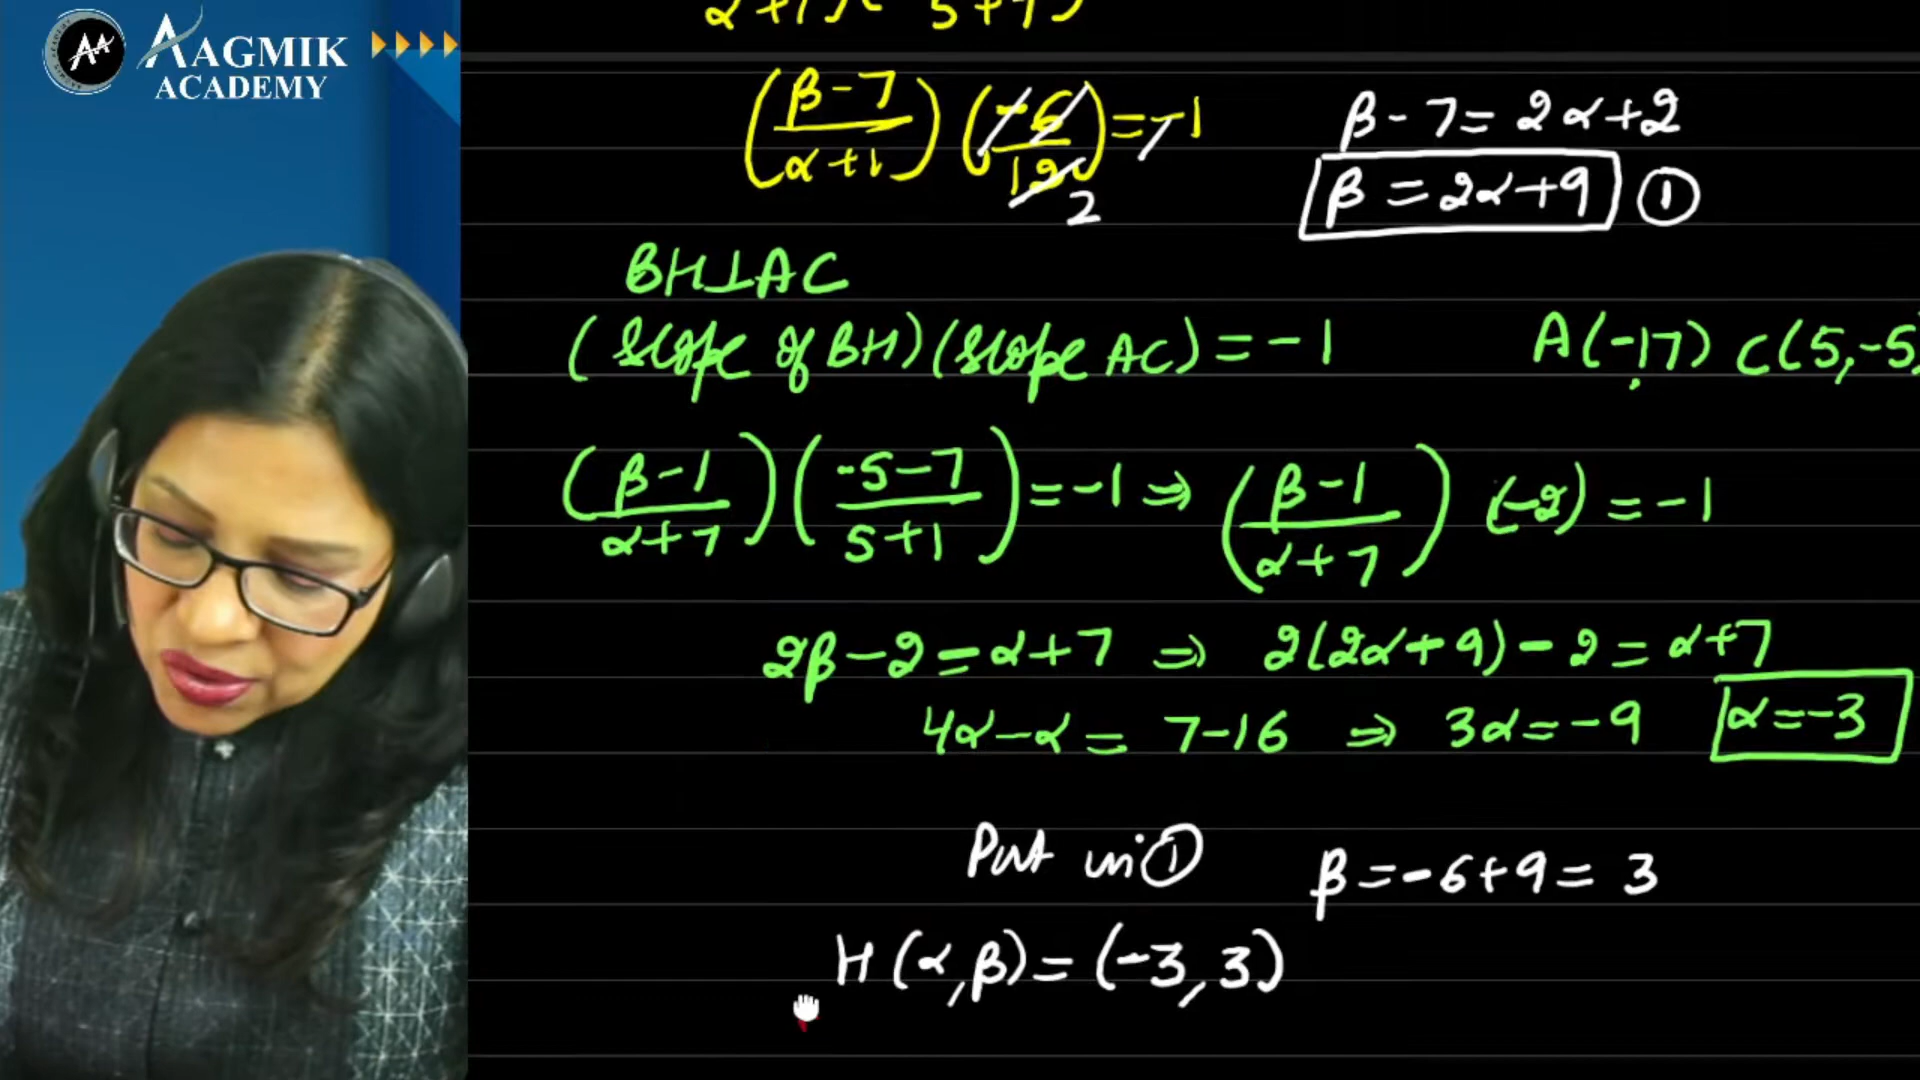 AAGMIK
ACADEMY
(β-7/α+1) (-6/12) = -1
2
β-7 = 2α+2
β = 2α+9 ①
BH⊥AC
(Slope of BH)(Slope AC) = -1
A(-1,7) C(5,-5)
(β-1/α+7)(-5-7/5+1) = -1 ⇒ (β-1/α+7) (-2) = -1
2β-2 = α+7 ⇒ 2(2α+9)-2 = α+7
4α-α = 7-16 ⇒ 3α = -9 α = -3
Put in ① β = -6+9 = 3
H(α,β) = (-3,3)